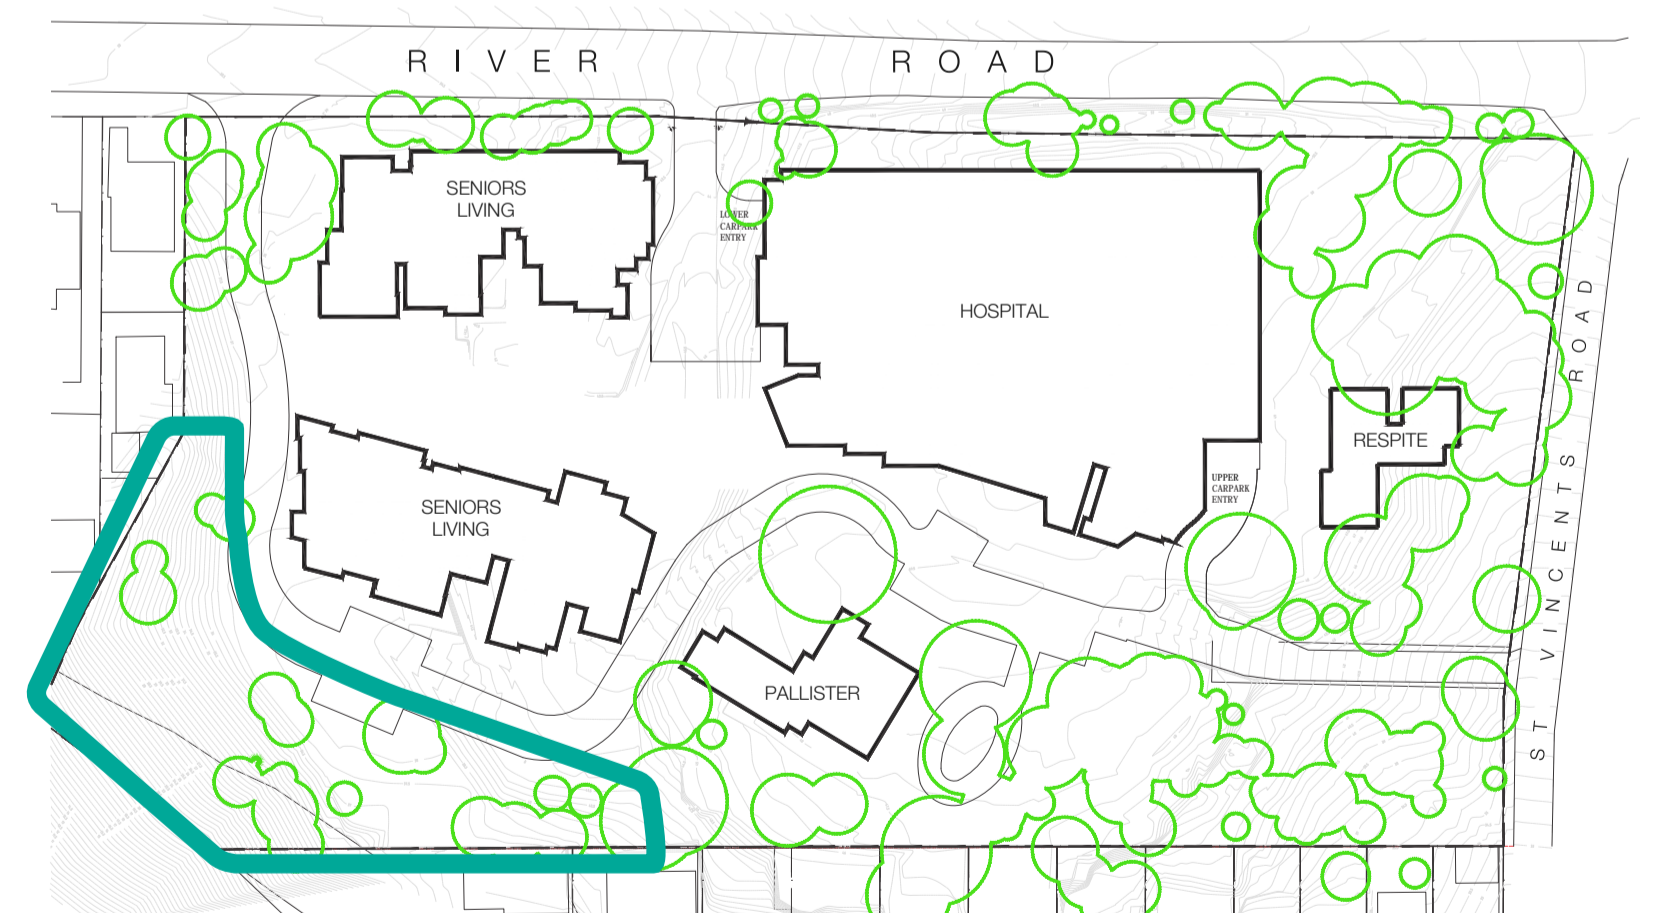 RIVER ROAD
SENIORS
LIVING
LOWER
CARPARK
ENTRY
HOSPITAL
ST VINCENTS ROAD
RESPITE
SENIORS
LIVING
UPPER
CARPARK
ENTRY
PALLISTER